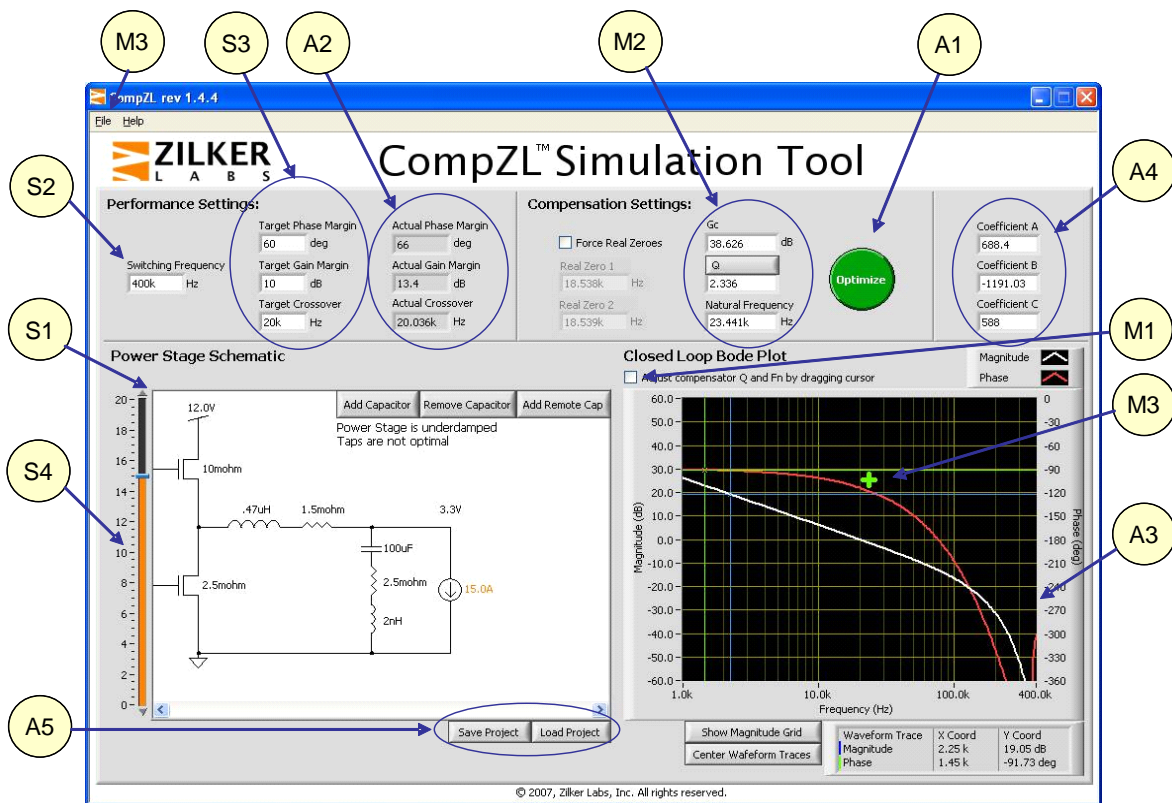 M3
S3
A2
M2
A1
CompZL rev 1.4.4
File Help
ZILKER
LABS
CompZL™ Simulation Tool
S2
A4
Performance Settings:
Target Phase Margin
60 deg
Switching Frequency
400k Hz
Target Gain Margin
10 dB
Target Crossover
20k Hz
Actual Phase Margin
66 deg
Actual Gain Margin
13.4 dB
Actual Crossover
20.036k Hz
Compensation Settings:
Force Real Zeroes
Real Zero 1
18.538k Hz
Real Zero 2
18.539k Hz
Gc
38.626 dB
Q
2.336
Natural Frequency
23.441k Hz
Optimize
Coefficient A
688.4
Coefficient B
-1191.03
Coefficient C
588
S1
M1
Power Stage Schematic
Add Capacitor Remove Capacitor Add Remote Cap
Power Stage is underdamped
Taps are not optimal
20
18
16
14
12
10
8
6
4
2
0
S4
12.0V
10mohm
.47uH
1.5mohm
3.3V
100uF
2.5mohm
2.5mohm
15.0A
2nH
A5
Save Project Load Project
Closed Loop Bode Plot
Adjust compensator Q and Fn by dragging cursor
Magnitude
Phase
M3
A3
Magnitude (dB)
60.0
50.0
40.0
30.0
20.0
10.0
0.0
-10.0
-20.0
-30.0
-40.0
-50.0
-60.0
1.0k 10.0k 100.0k 400.0k
Frequency (Hz)
0
-30
-60
-90
-120
-150
-180
-210
-240
-270
-300
-330
-360
Phase (deg)
Show Magnitude Grid
Center Wafeform Traces
Waveform Trace X Coord Y Coord
Magnitude 2.25 k 19.05 dB
Phase 1.45 k -91.73 deg
© 2007, Zilker Labs, Inc. All rights reserved.